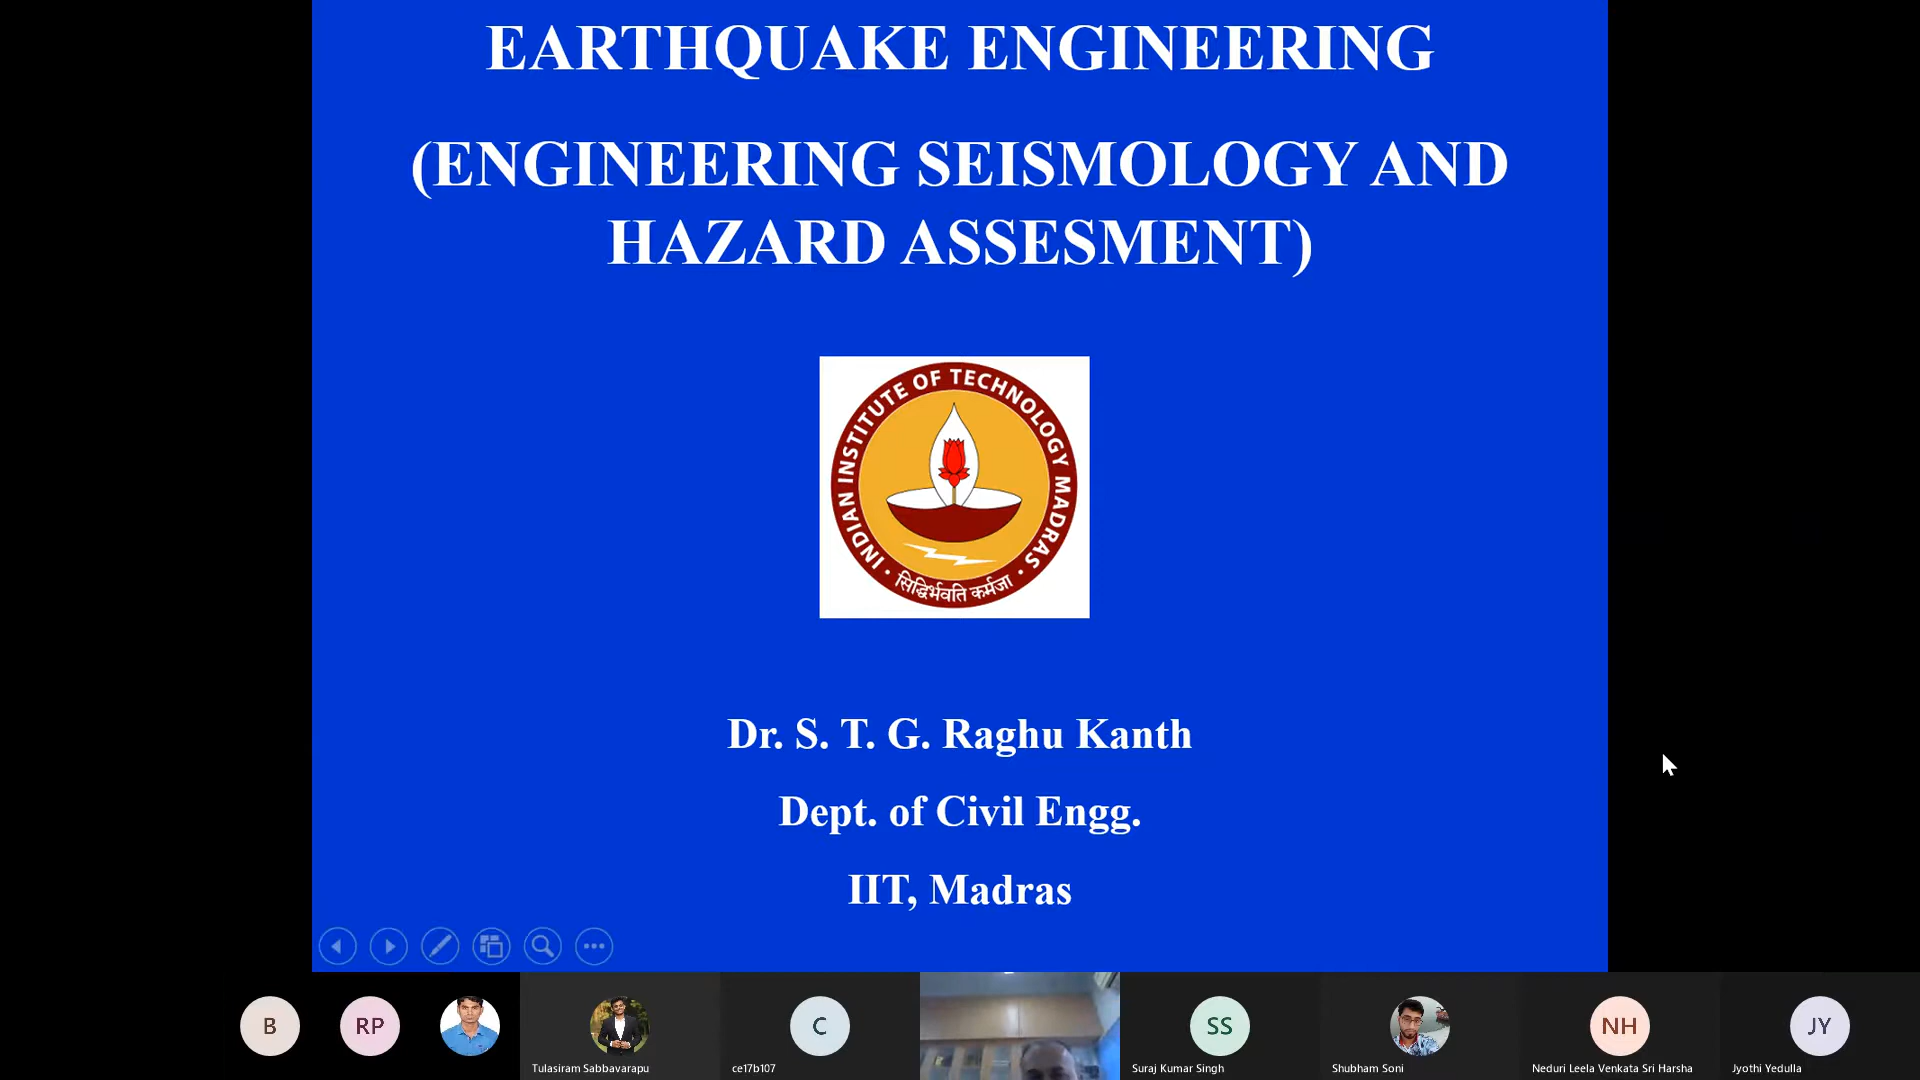 EARTHQUAKE ENGINEERING
(ENGINEERING SEISMOLOGY AND
HAZARD ASSESMENT)
INDIAN INSTITUTE OF TECHNOLOGY MADRAS
सिद्धिर्भवति कर्मजा
Dr. S. T. G. Raghu Kanth
Dept. of Civil Engg.
IIT, Madras
B
RP
Tulasiram Sabbavarapu
C
ce17b107
SS
Suraj Kumar Singh
Shubham Soni
NH
Neduri Leela Venkata Sri Harsha
JY
Jyothi Yedulla